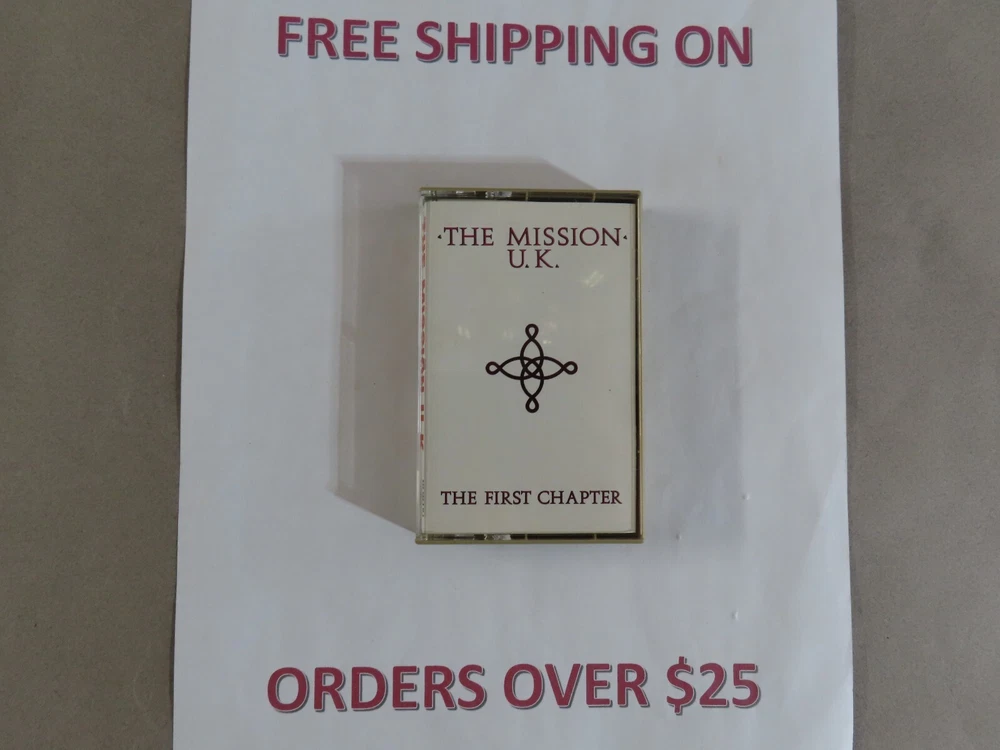 FREE SHIPPING ON
·THE MISSION·
U.K.
THE FIRST CHAPTER
ORDERS OVER $25